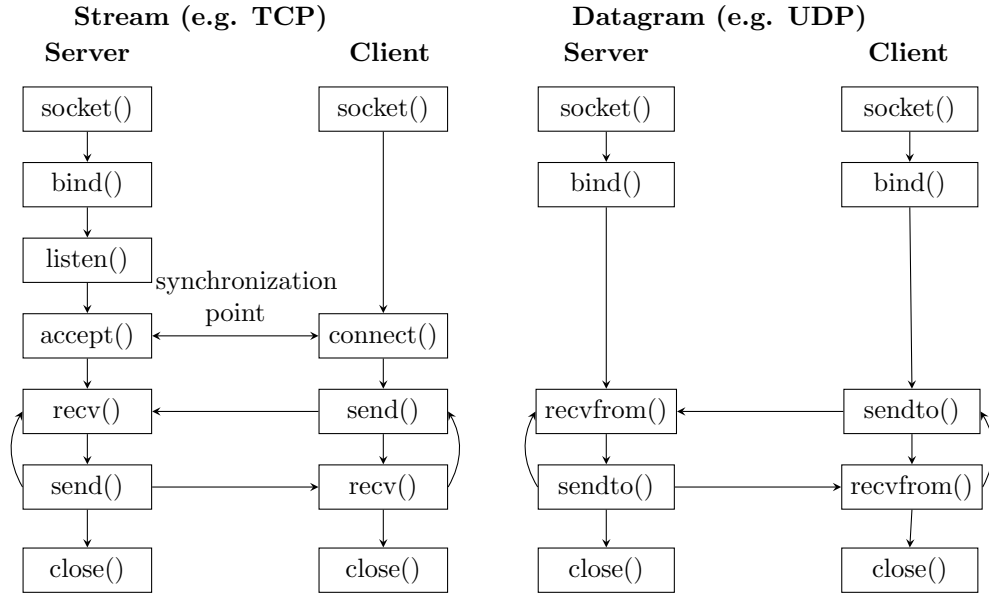 Stream (e.g. TCP)
Server
Client
socket()
bind()
listen()
accept()
recv()
send()
close()
socket()
synchronization
point
connect()
send()
recv()
close()
Datagram (e.g. UDP)
Server
Client
socket()
bind()
recvfrom()
sendto()
close()
socket()
bind()
sendto()
recvfrom()
close()